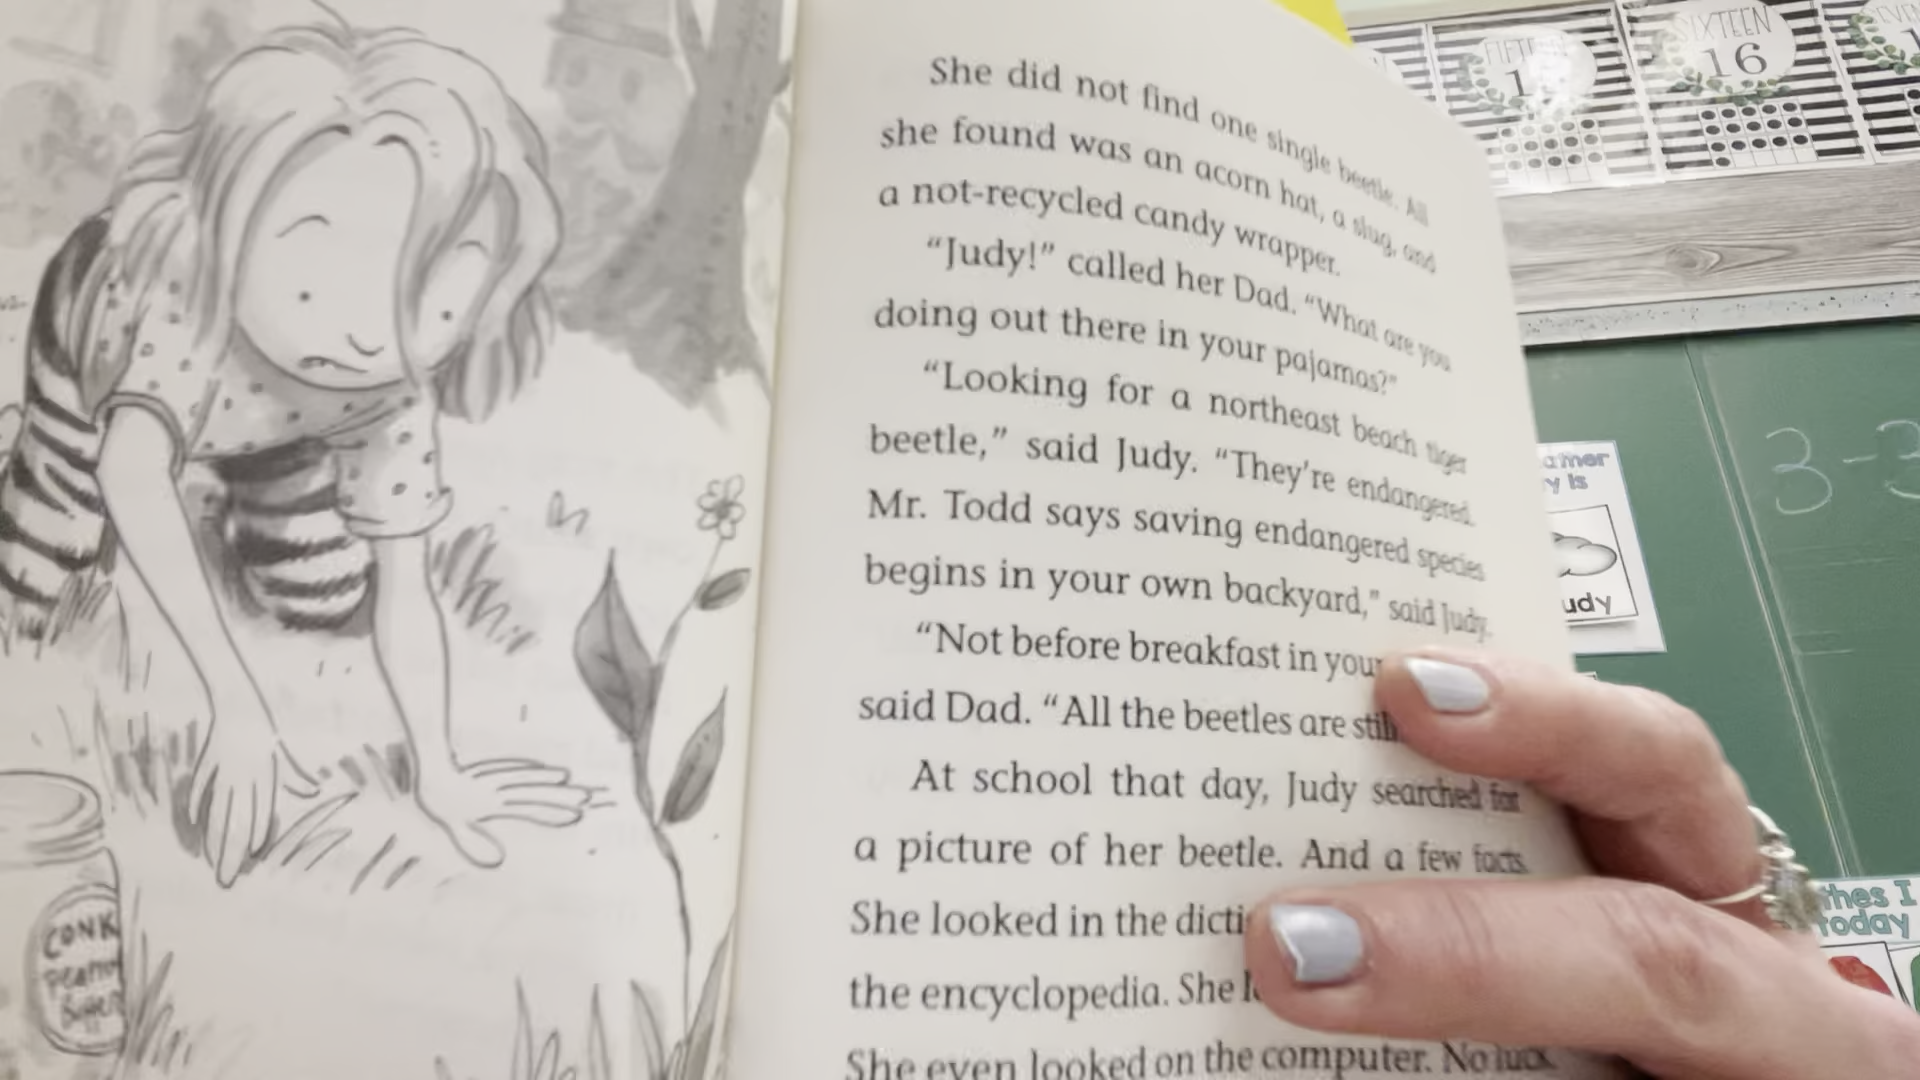 She did not find one single beetle. All
she found was an acorn hat, a slug, and
a not-recycled candy wrapper.
“Judy!” called her Dad. “What are you
doing out there in your pajamas?”
“Looking for a northeast beach tiger
beetle,” said Judy. “They’re endangered.
Mr. Todd says saving endangered species
begins in your own backyard,” said Judy.
“Not before breakfast in your
said Dad. “All the beetles are still
At school that day, Judy searched for
a picture of her beetle. And a few facts.
She looked in the
the encyclopedia. She
She even looked on the computer. No luck
CONK
FIFTEEN
SIXTEEN
16
3-3
y is
today